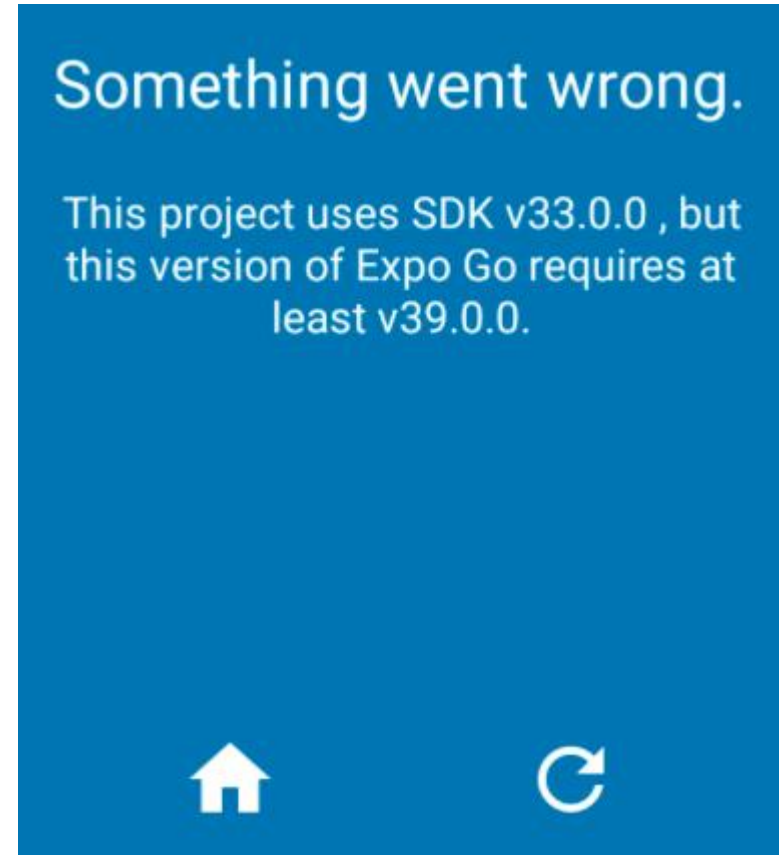 Something went wrong.
This project uses SDK v33.0.0 , but
this version of Expo Go requires at
least v39.0.0.